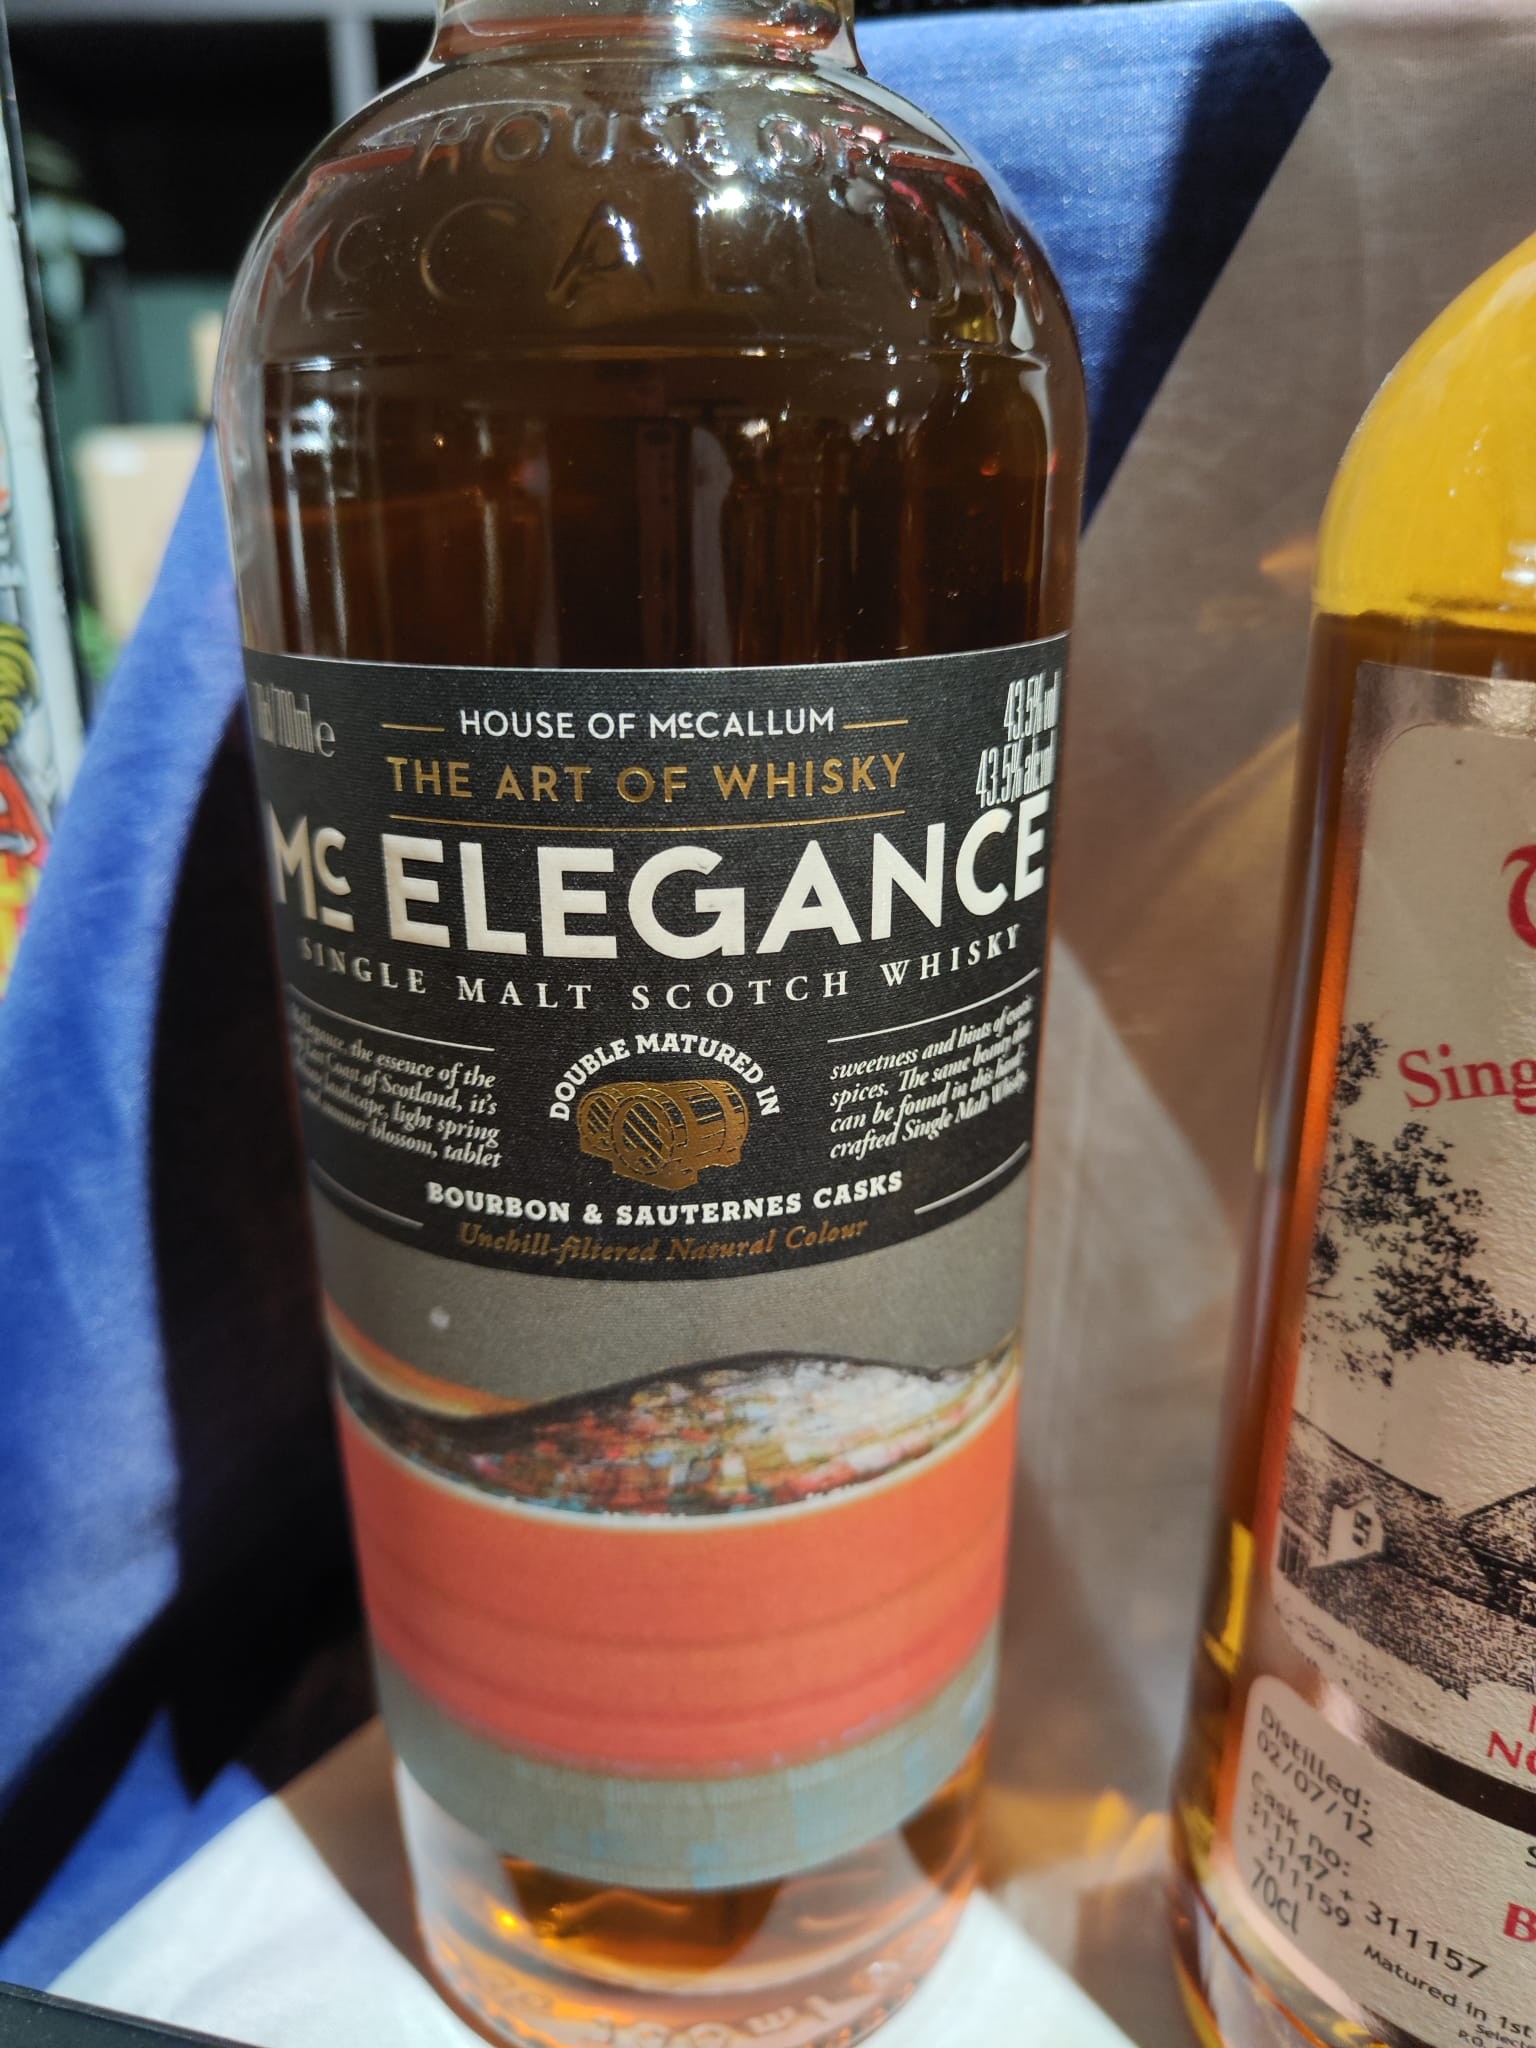 HOUSE OF
McCALLUM
70cl/700ml e
HOUSE OF McCALLUM
43.5% vol
43.5% alc.vol
THE ART OF WHISKY
Mc ELEGANCE
SINGLE MALT SCOTCH WHISKY
the essence of the
Coast of Scotland, it's
landscape, light spring
summer blossom, tablet
DOUBLE MATURED IN
sweetness and hints of exotic
spices. The same beauty that
can be found in this hand-
crafted Single Malt Whisky.
BOURBON & SAUTERNES CASKS
Unchill-filtered Natural Colour
Sing
Distilled:
02/07/12
Cask no:
311147 +
+ 311159
311157
70cl
Matured in 1st
Select
P.O.